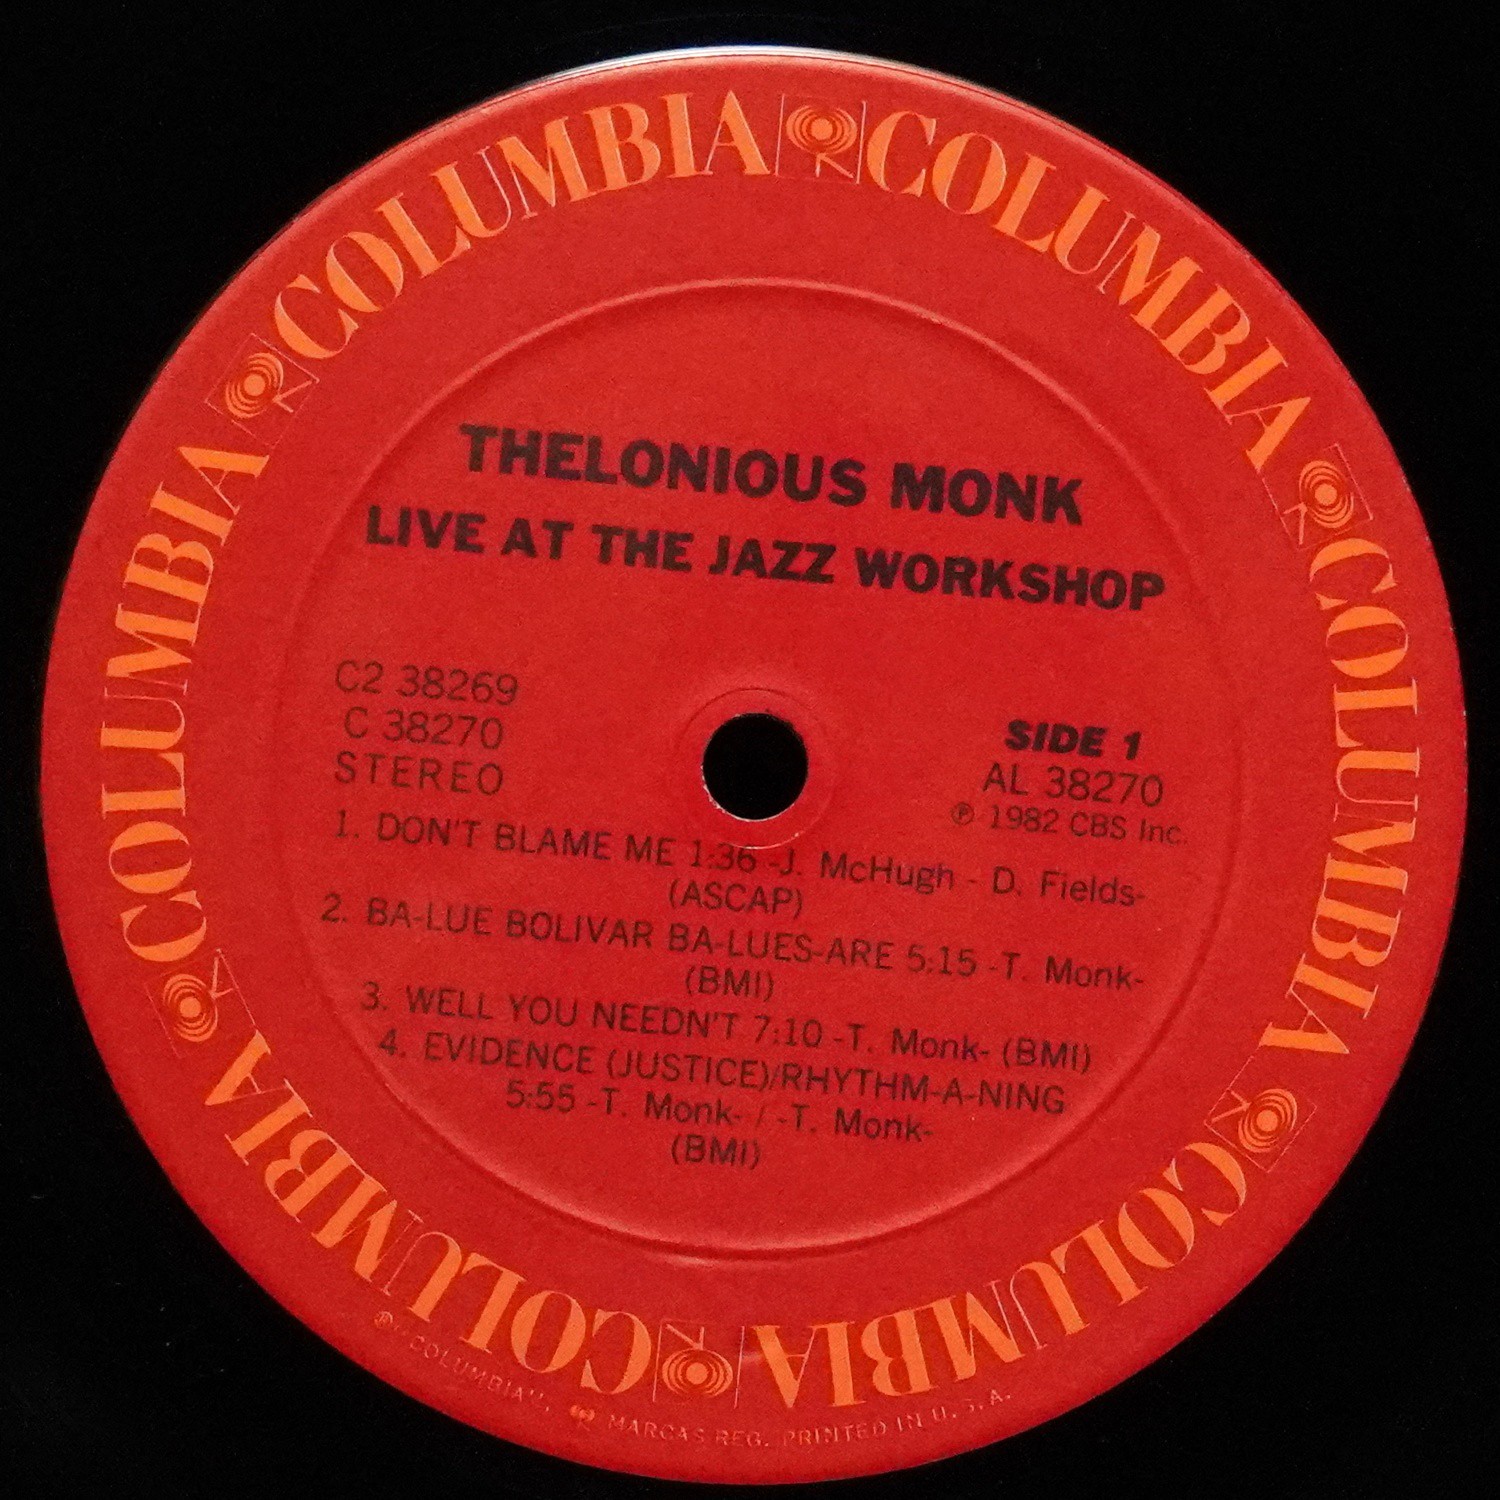 COLUMBIA COLUMBIA COLUMBIA COLUMBIA COLUMBIA COLUMBIA
THELONIOUS MONK
LIVE AT THE JAZZ WORKSHOP
C2 38269
C 38270
STEREO
SIDE 1
AL 38270
℗ 1982 CBS Inc.
1. DON'T BLAME ME 1:36 -J. McHugh - D. Fields-
(ASCAP)
2. BA-LUE BOLIVAR BA-LUES-ARE 5:15 -T. Monk-
(BMI)
3. WELL YOU NEEDN'T 7:10 -T. Monk- (BMI)
4. EVIDENCE (JUSTICE)/RHYTHM-A-NING
5:55 -T. Monk- / -T. Monk-
(BMI)
℗ "COLUMBIA", MARCAS REG. PRINTED IN U.S.A.